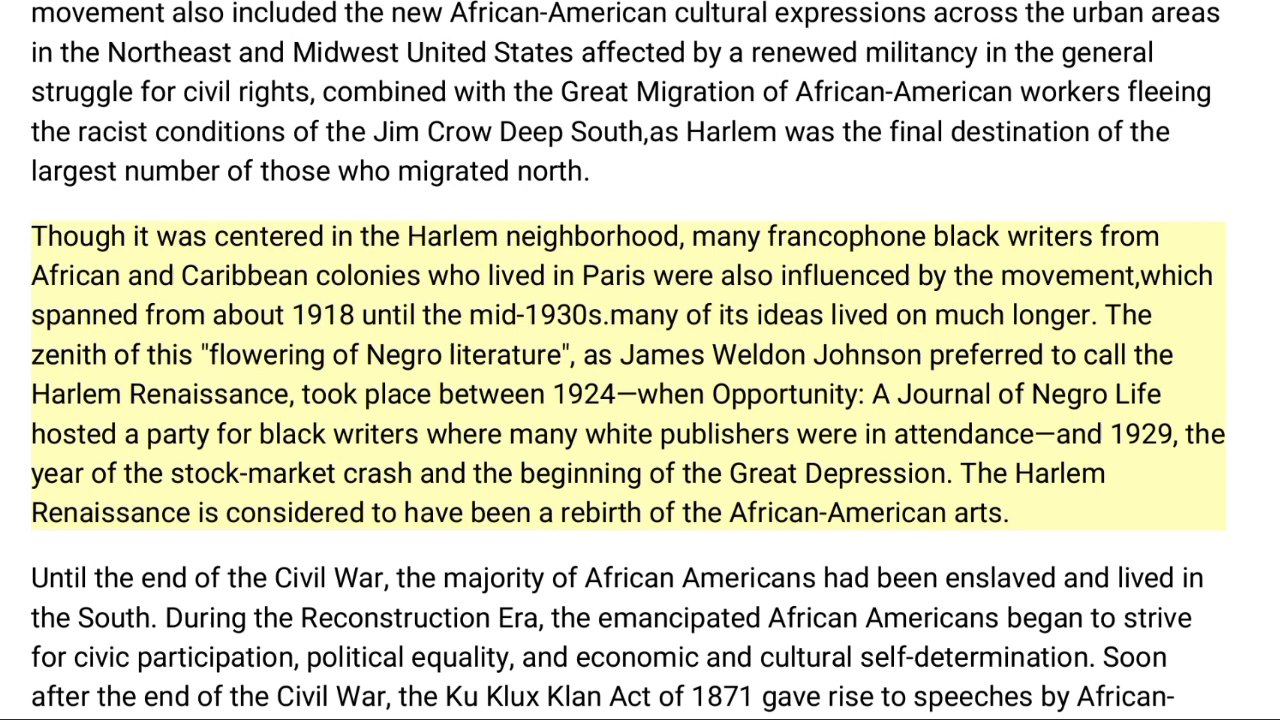 movement also included the new African-American cultural expressions across the urban areas
in the Northeast and Midwest United States affected by a renewed militancy in the general
struggle for civil rights, combined with the Great Migration of African-American workers fleeing
the racist conditions of the Jim Crow Deep South,as Harlem was the final destination of the
largest number of those who migrated north.
Though it was centered in the Harlem neighborhood, many francophone black writers from
African and Caribbean colonies who lived in Paris were also influenced by the movement,which
spanned from about 1918 until the mid-1930s.many of its ideas lived on much longer. The
zenith of this "flowering of Negro literature", as James Weldon Johnson preferred to call the
Harlem Renaissance, took place between 1924—when Opportunity: A Journal of Negro Life
hosted a party for black writers where many white publishers were in attendance—and 1929, the
year of the stock-market crash and the beginning of the Great Depression. The Harlem
Renaissance is considered to have been a rebirth of the African-American arts.
Until the end of the Civil War, the majority of African Americans had been enslaved and lived in
the South. During the Reconstruction Era, the emancipated African Americans began to strive
for civic participation, political equality, and economic and cultural self-determination. Soon
after the end of the Civil War, the Ku Klux Klan Act of 1871 gave rise to speeches by African-